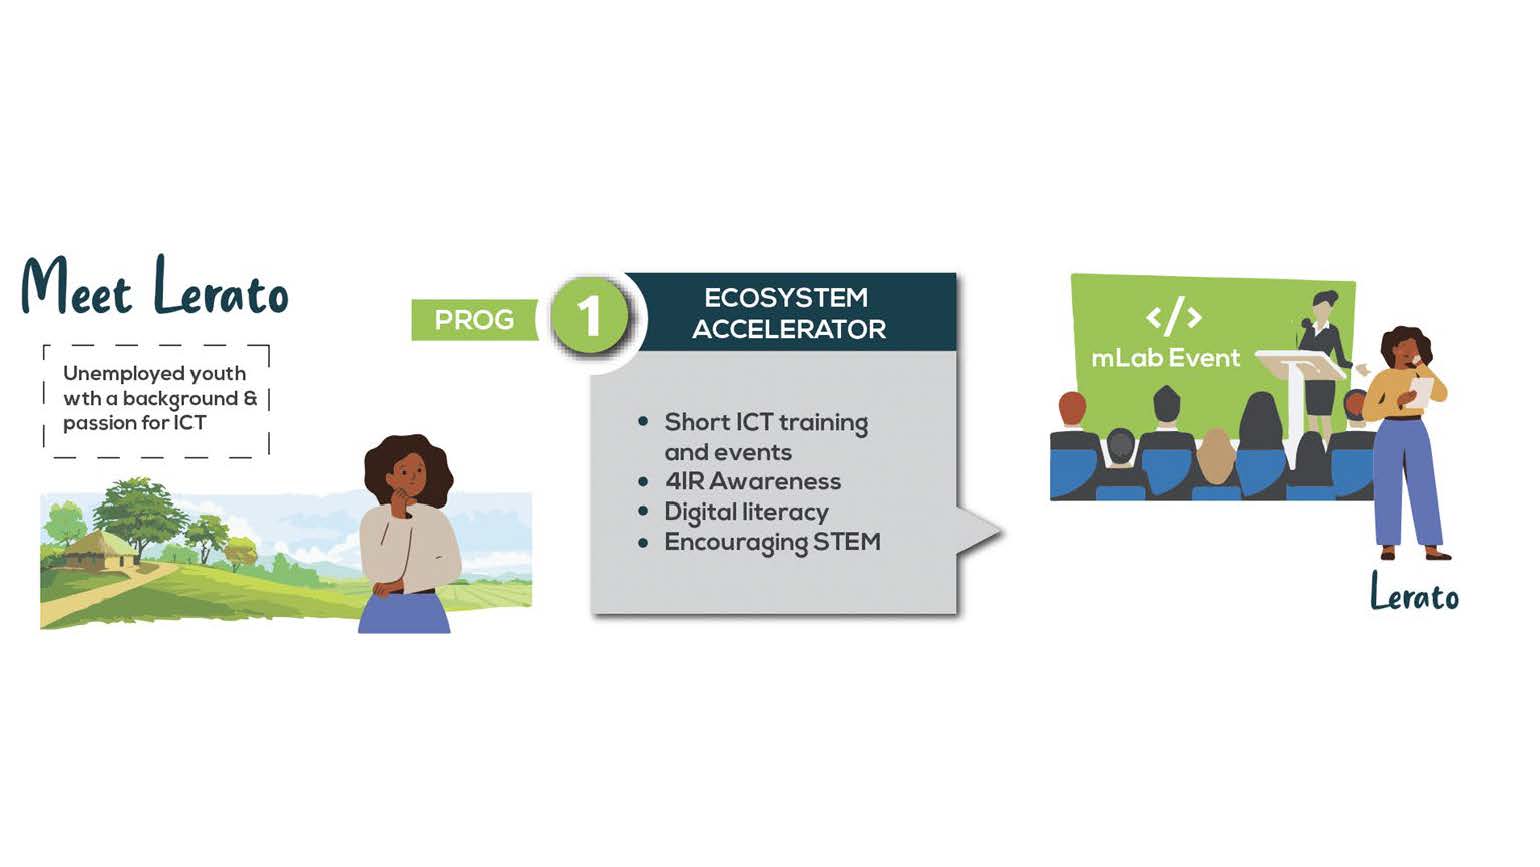 Meet Lerato
Unemployed youth
wth a background &
passion for ICT
PROG
1
ECOSYSTEM
ACCELERATOR
• Short ICT training
and events
• 4IR Awareness
• Digital literacy
• Encouraging STEM
</>
mLab Event
Lerato